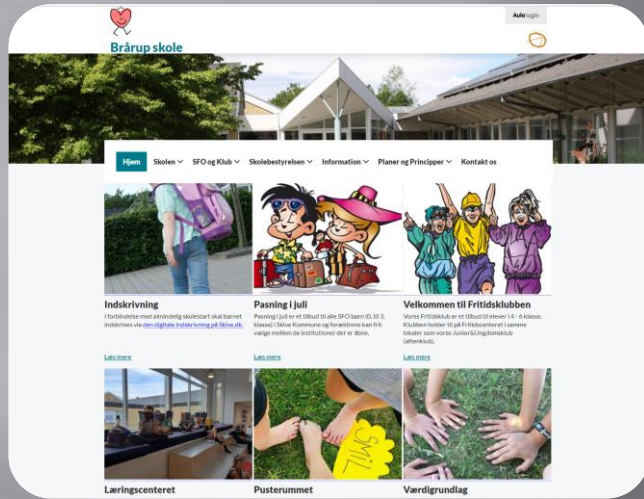 Aula login
Brårup skole
Hjem Skolen SFO og Klub Skolebestyrelsen Information Planer og Principper Kontakt os
Indskrivning
I forbindelse med almindelig skolestart skal barnet
indskrives via den digitale indskrivning på Skive.dk.
Læs mere
Pasning i juli
Pasning i juli er et tilbud til alle SFO børn (0. til 3.
klasse) i Skive Kommune og forældrene kan frit
vælge mellem de institutioner der er åbne.
Læs mere
Velkommen til Fritidsklubben
Vores Fritidsklub er et tilbud til elever i 4 - 6 klasse.
Klubben holder til på Fritidscenteret i samme
lokaler som vores Junior&Ungdomsklub
(aftenklub).
Læs mere
SMIL
Læringscenteret
Pusterummet
Værdigrundlag